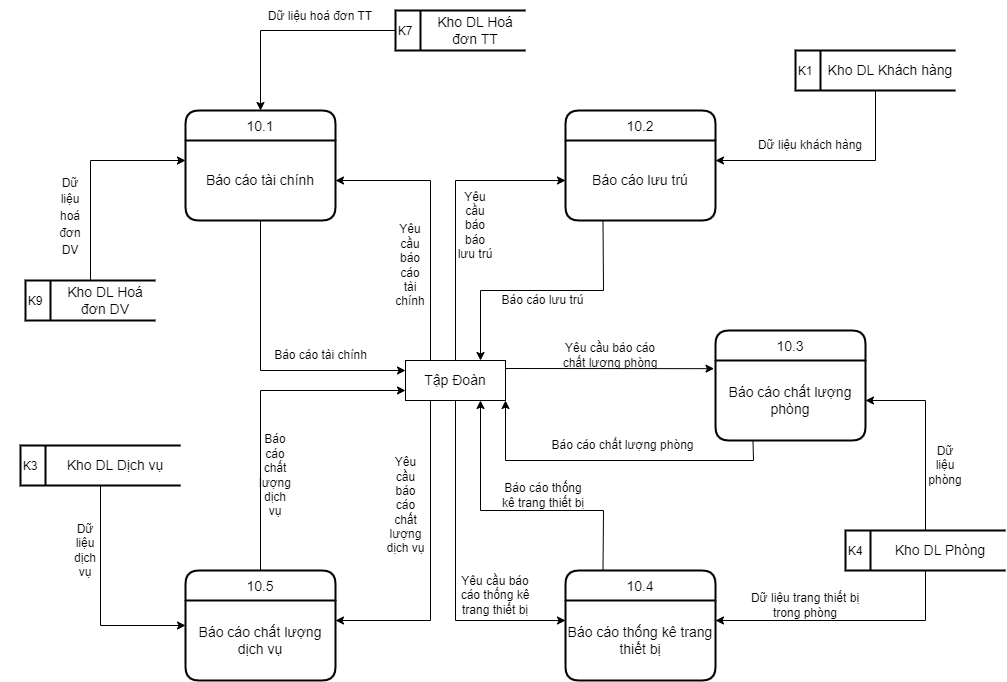 Dữ liệu hoá đơn TT
K7
Kho DL Hoá
đơn TT
K1
Kho DL Khách hàng
10.1
Báo cáo tài chính
10.2
Báo cáo lưu trú
Dữ liệu khách hàng
Dữ
liệu
hoá
đơn
DV
K9
Kho DL Hoá
đơn DV
Yêu
cầu
báo
cáo
tài
chính
Yêu
cầu
báo
báo
lưu trú
Báo cáo lưu trú
Báo cáo tài chính
Tập Đoàn
Yêu cầu báo cáo
chất lượng phòng
10.3
Báo cáo chất lượng
phòng
Báo cáo chất lượng phòng
K3
Kho DL Dịch vụ
Báo
cáo
chất
lượng
dịch
vụ
Yêu
cầu
báo
cáo
chất
lượng
dịch vụ
Báo cáo thống
kê trang thiết bị
Dữ
liệu
phòng
K4
Kho DL Phòng
Dữ
liệu
dịch
vụ
10.5
Báo cáo chất lượng
dịch vụ
Yêu cầu báo
cáo thống kê
trang thiết bị
10.4
Báo cáo thống kê trang
thiết bị
Dữ liệu trang thiết bị
trong phòng